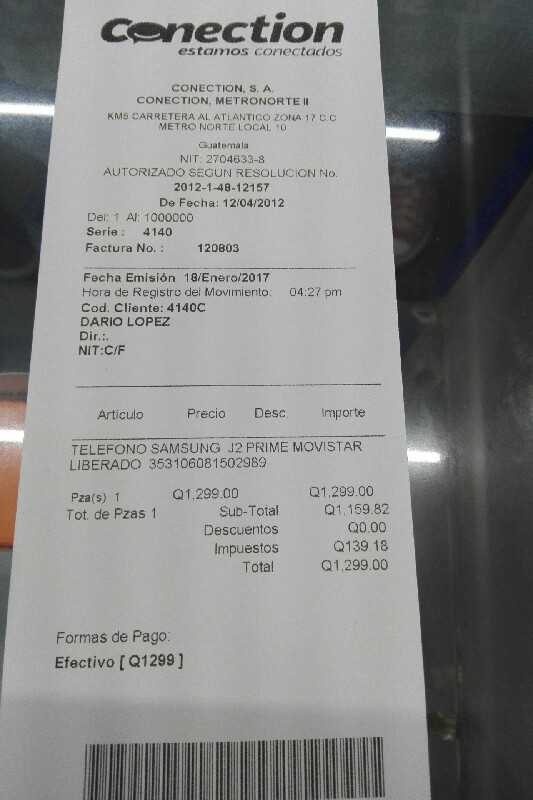 Conection
estamos conectados
CONECTION, S. A.
CONECTION, METRONORTE II
KM5 CARRETERA AL ATLANTICO ZONA 17 C.C
METRO NORTE LOCAL 10
Guatemala
NIT: 2704633-8
AUTORIZADO SEGUN RESOLUCION No.
2012-1-48-12157
De Fecha: 12/04/2012
Del: 1 Al: 1000000
Serie : 4140
Factura No. : 120803
Fecha Emisión 18/Enero/2017
Hora de Registro del Movimiento: 04:27 pm
Cod. Cliente: 4140C
DARIO LOPEZ
Dir.:.
NIT:C/F
Articulo Precio Desc. Importe
TELEFONO SAMSUNG J2 PRIME MOVISTAR
LIBERADO 353106081502989
Pza(s) 1 Q1,299.00 Q1,299.00
Tot. de Pzas 1 Sub-Total Q1,159.82
Descuentos Q0.00
Impuestos Q139.18
Total Q1,299.00
Formas de Pago:
Efectivo [ Q1299 ]